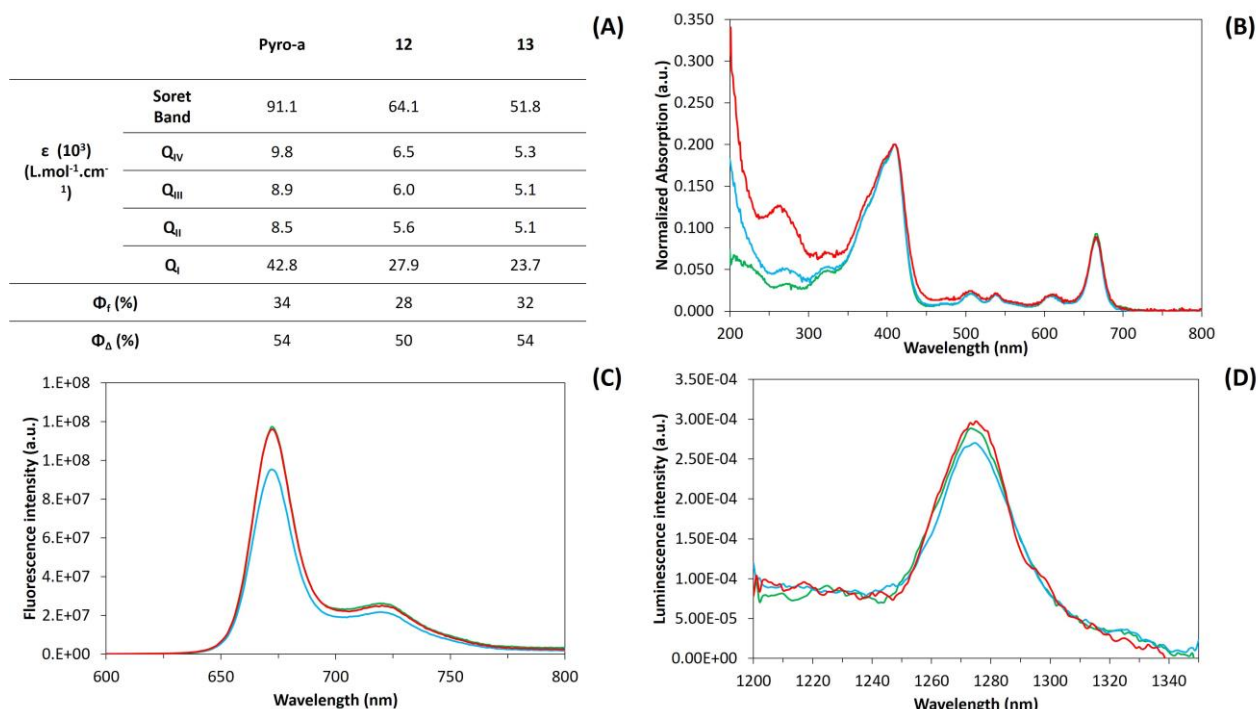 (A)
Pyro-a 12 13
ε (10³) (L.mol⁻¹.cm⁻¹)
Soret Band 91.1 64.1 51.8
Q_IV 9.8 6.5 5.3
Q_III 8.9 6.0 5.1
Q_II 8.5 5.6 5.1
Q_I 42.8 27.9 23.7
Φ_f (%) 34 28 32
Φ_Δ (%) 54 50 54
(B)
Normalized Absorption (a.u.)
0.350
0.300
0.250
0.200
0.150
0.100
0.050
0.000
200 300 400 500 600 700 800
Wavelength (nm)
(C)
Fluorescence intensity (a.u.)
1.E+08
1.E+08
1.E+08
8.E+07
6.E+07
4.E+07
2.E+07
0.E+00
600 650 700 750 800
Wavelength (nm)
(D)
Luminescence intensity (a.u.)
3.50E-04
3.00E-04
2.50E-04
2.00E-04
1.50E-04
1.00E-04
5.00E-05
0.00E+00
1200 1220 1240 1260 1280 1300 1320 1340
Wavelength (nm)